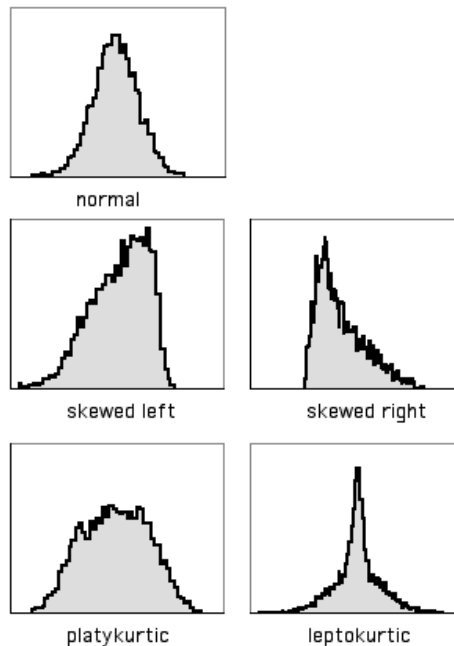 normal
skewed left
skewed right
platykurtic
leptokurtic